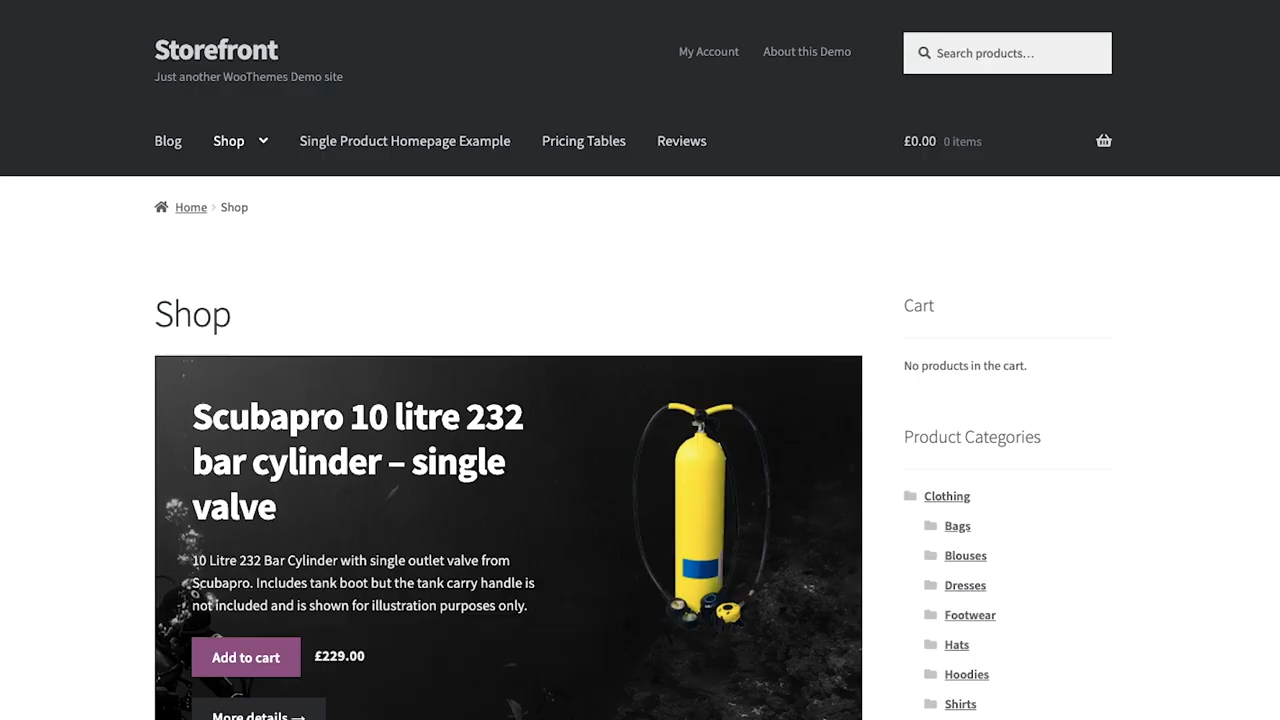 Storefront
Just another WooThemes Demo site
My Account
About this Demo
Search products…
Blog
Shop
Single Product Homepage Example
Pricing Tables
Reviews
£0.00 0 items
Home
Shop
Shop
Scubapro 10 litre 232
bar cylinder – single
valve
10 Litre 232 Bar Cylinder with single outlet valve from
Scubapro. Includes tank boot but the tank carry handle is
not included and is shown for illustration purposes only.
Add to cart
£229.00
More details →
Cart
No products in the cart.
Product Categories
Clothing
Bags
Blouses
Dresses
Footwear
Hats
Hoodies
Shirts